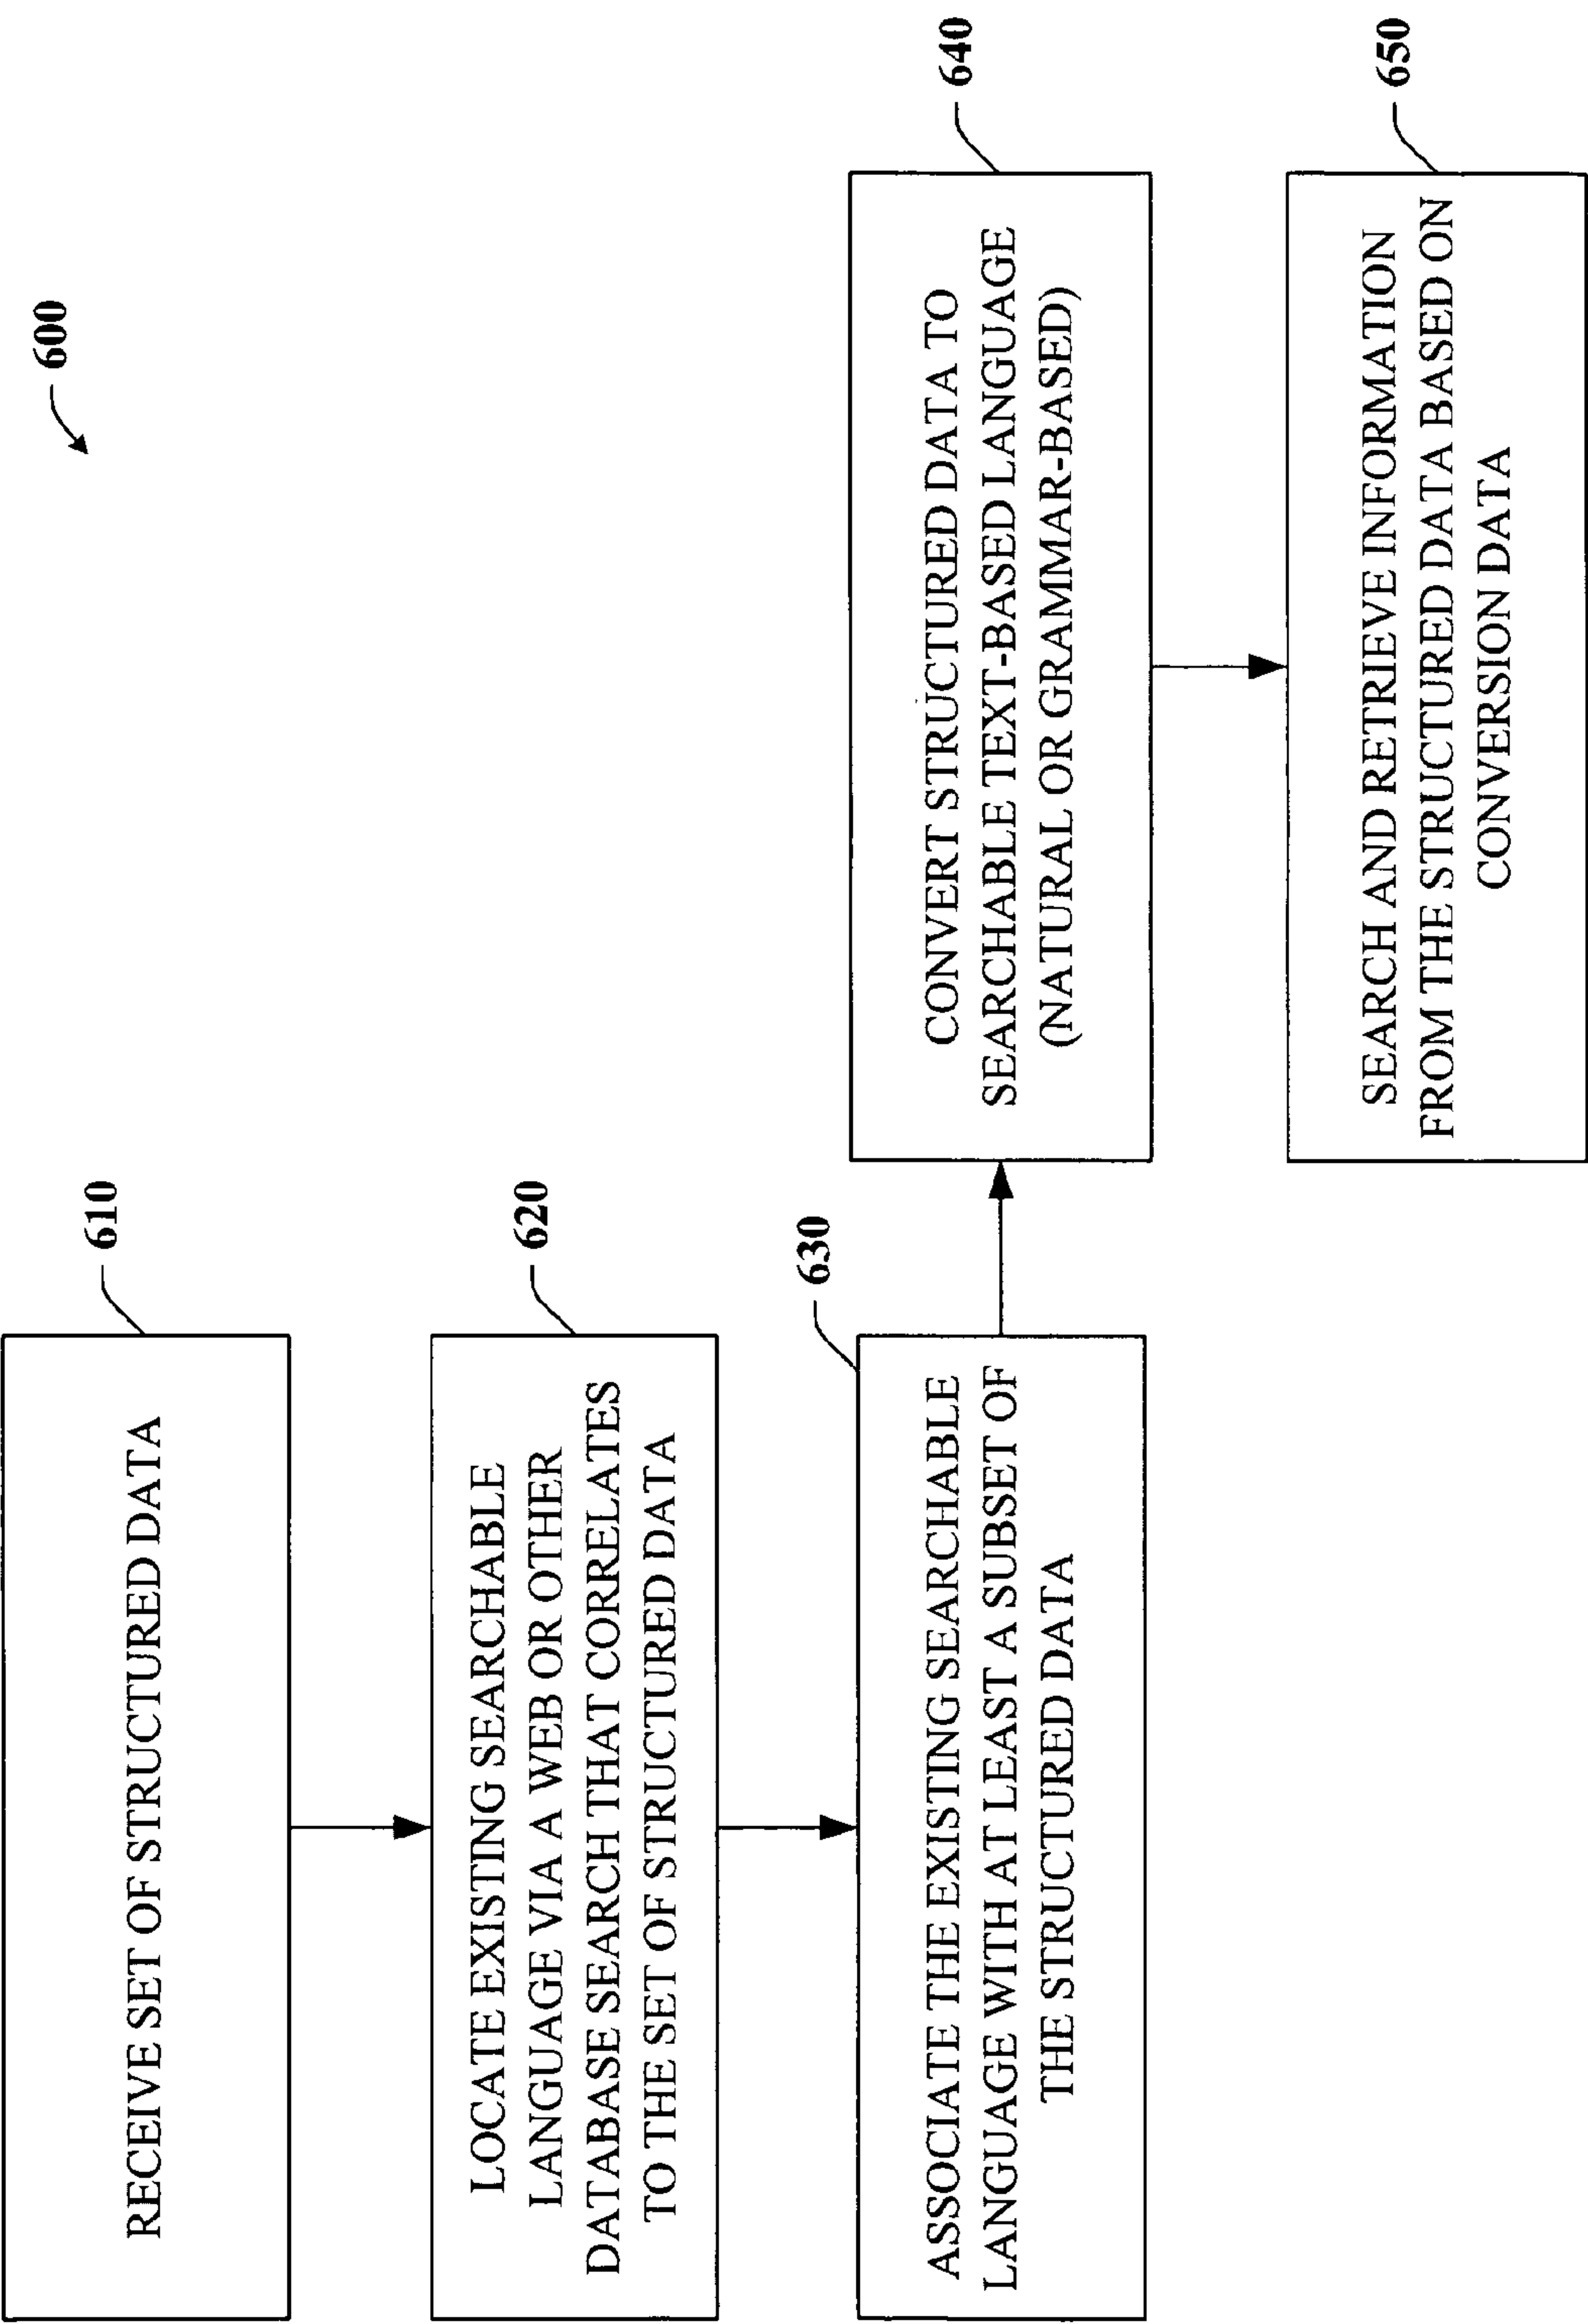 600
610
RECEIVE SET OF STRUCTURED DATA
620
LOCATE EXISTING SEARCHABLE
LANGUAGE VIA A WEB OR OTHER
DATABASE SEARCH THAT CORRELATES
TO THE SET OF STRUCTURED DATA
630
ASSOCIATE THE EXISTING SEARCHABLE
LANGUAGE WITH AT LEAST A SUBSET OF
THE STRUCTURED DATA
640
CONVERT STRUCTURED DATA TO
SEARCHABLE TEXT-BASED LANGUAGE
(NATURAL OR GRAMMAR-BASED)
650
SEARCH AND RETRIEVE INFORMATION
FROM THE STRUCTURED DATA BASED ON
CONVERSION DATA